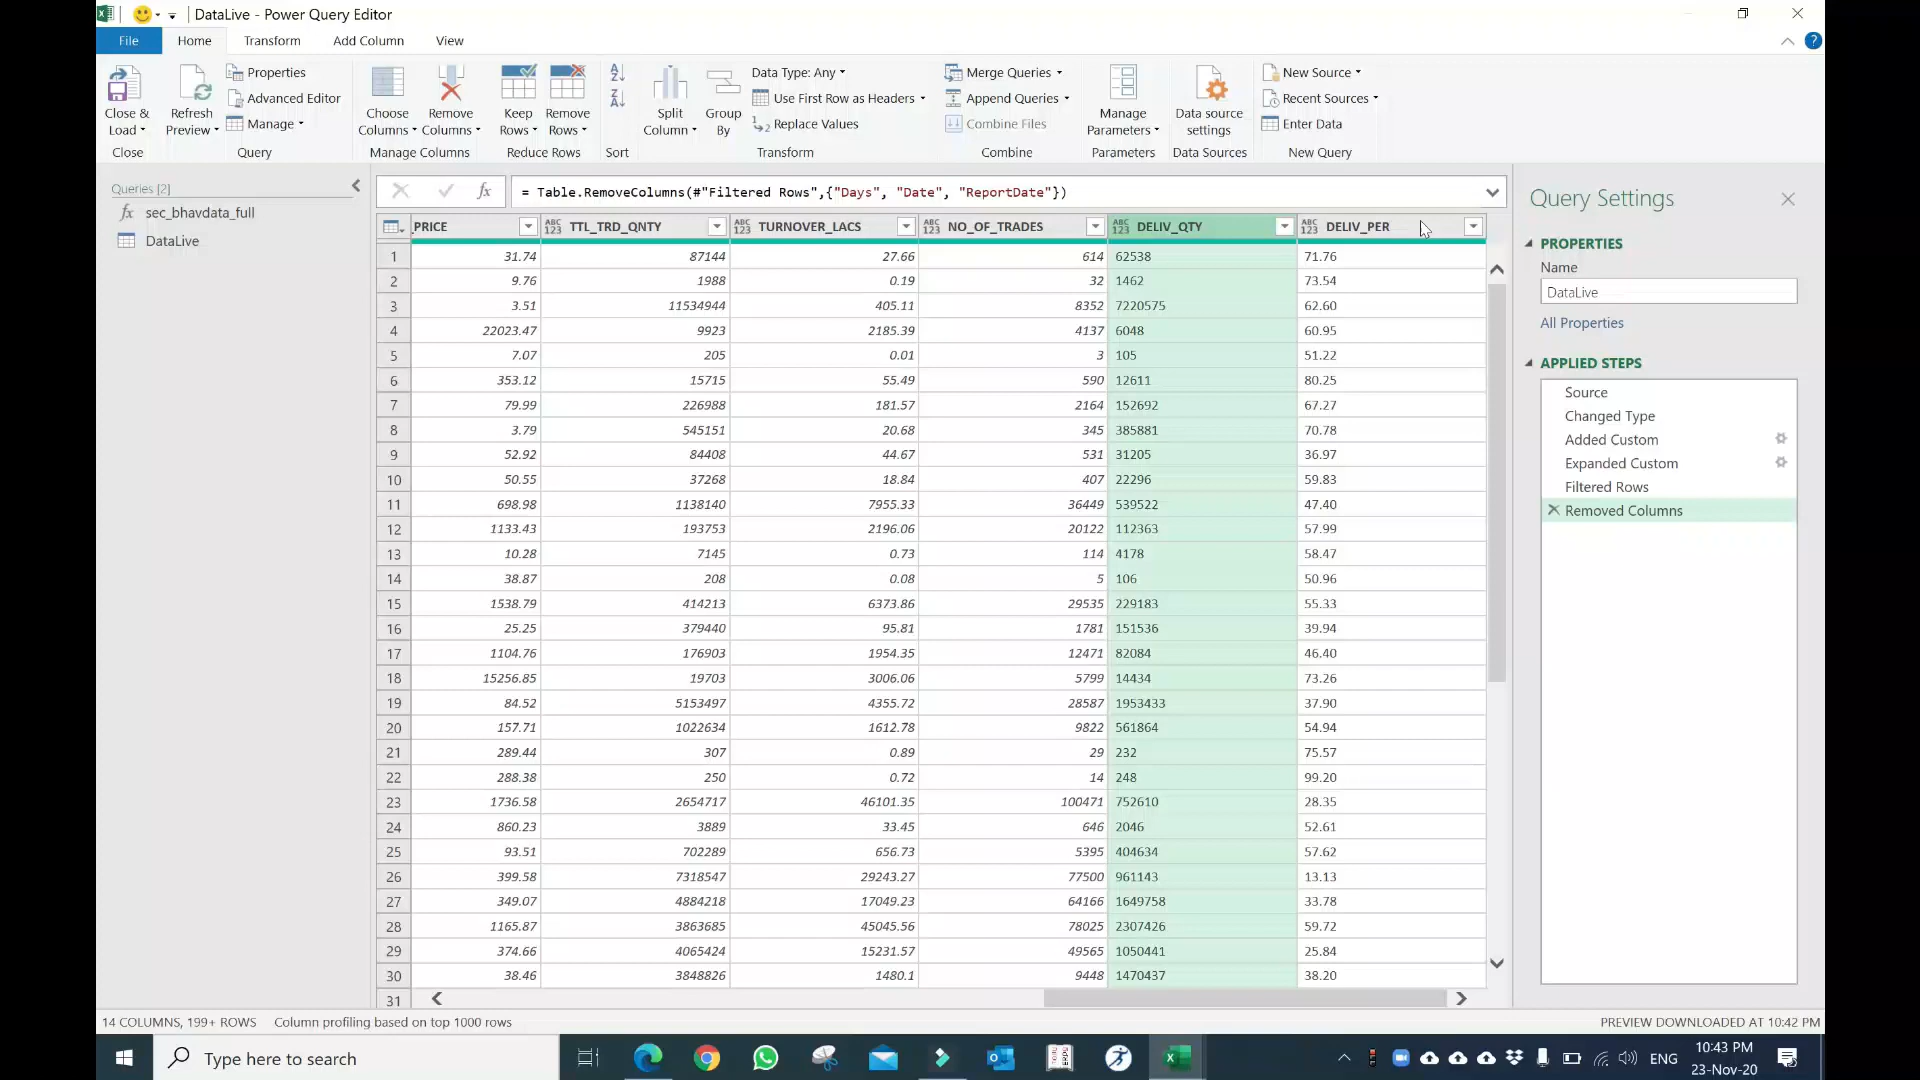 DataLive - Power Query Editor
File Home Transform Add Column View ?
Close & Load
Refresh Preview
Properties
Advanced Editor
Manage
Choose Columns
Remove Columns
Keep Rows
Remove Rows
A Z
Z A
Split Column
Group By
Data Type: Any
Use First Row as Headers
Replace Values
Merge Queries
Append Queries
Combine Files
Manage Parameters
Data source settings
New Source
Recent Sources
Enter Data
Close Query Manage Columns Reduce Rows Sort Transform Combine Parameters Data Sources New Query
Queries [2]
fx sec_bhavdata_full
DataLive
fx = Table.RemoveColumns(#"Filtered Rows",{"Days", "Date", "ReportDate"})
_PRICE ABC 123 TTL_TRD_QNTY ABC 123 TURNOVER_LACS ABC 123 NO_OF_TRADES ABC 123 DELIV_QTY ABC 123 DELIV_PER
1 31.74 87144 27.66 614 62538 71.76
2 9.76 1988 0.19 32 1462 73.54
3 3.51 11534944 405.11 8352 7220575 62.60
4 22023.47 9923 2185.39 4137 6048 60.95
5 7.07 205 0.01 3 105 51.22
6 353.12 15715 55.49 590 12611 80.25
7 79.99 226988 181.57 2164 152692 67.27
8 3.79 545151 20.68 345 385881 70.78
9 52.92 84408 44.67 531 31205 36.97
10 50.55 37268 18.84 407 22296 59.83
11 698.98 1138140 7955.33 36449 539522 47.40
12 1133.43 193753 2196.06 20122 112363 57.99
13 10.28 7145 0.73 114 4178 58.47
14 38.87 208 0.08 5 106 50.96
15 1538.79 414213 6373.86 29535 229183 55.33
16 25.25 379440 95.81 1781 151536 39.94
17 1104.76 176903 1954.35 12471 82084 46.40
18 15256.85 19703 3006.06 5799 14434 73.26
19 84.52 5153497 4355.72 28587 1953433 37.90
20 157.71 1022634 1612.78 9822 561864 54.94
21 289.44 307 0.89 29 232 75.57
22 288.38 250 0.72 14 248 99.20
23 1736.58 2654717 46101.35 100471 752610 28.35
24 860.23 3889 33.45 646 2046 52.61
25 93.51 702289 656.73 5395 404634 57.62
26 399.58 7318547 29243.27 77500 961143 13.13
27 349.07 4884218 17049.23 64166 1649758 33.78
28 1165.87 3863685 45045.56 78025 2307426 59.72
29 374.66 4065424 15231.57 49565 1050441 25.84
30 38.46 3848826 1480.1 9448 1470437 38.20
31
Query Settings
PROPERTIES
Name
DataLive
All Properties
APPLIED STEPS
Source
Changed Type
Added Custom
Expanded Custom
Filtered Rows
Removed Columns
14 COLUMNS, 199+ ROWS Column profiling based on top 1000 rows PREVIEW DOWNLOADED AT 10:42 PM
Type here to search
ENG
10:43 PM
23-Nov-20